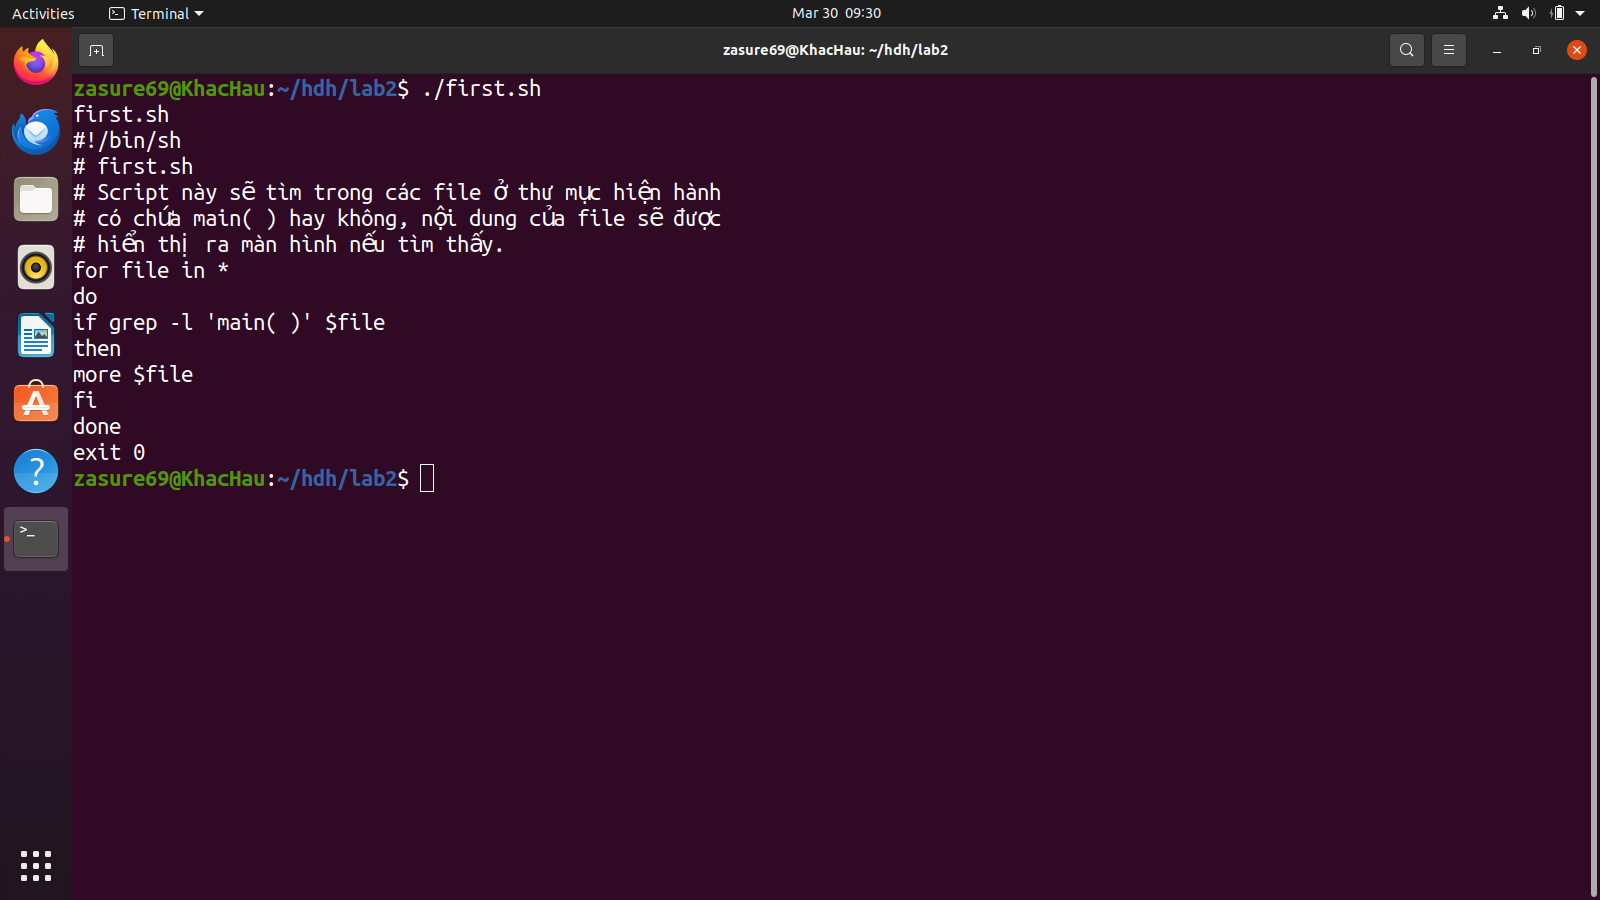 Activities
Terminal
Mar 30 09:30
zasure69@KhacHau: ~/hdh/lab2
zasure69@KhacHau:~/hdh/lab2$ ./first.sh
first.sh
#!/bin/sh
# first.sh
# Script này sẽ tìm trong các file ở thư mục hiện hành
# có chứa main( ) hay không, nội dung của file sẽ được
# hiển thị ra màn hình nếu tìm thấy.
for file in *
do
if grep -l 'main( )' $file
then
more $file
fi
done
exit 0
zasure69@KhacHau:~/hdh/lab2$